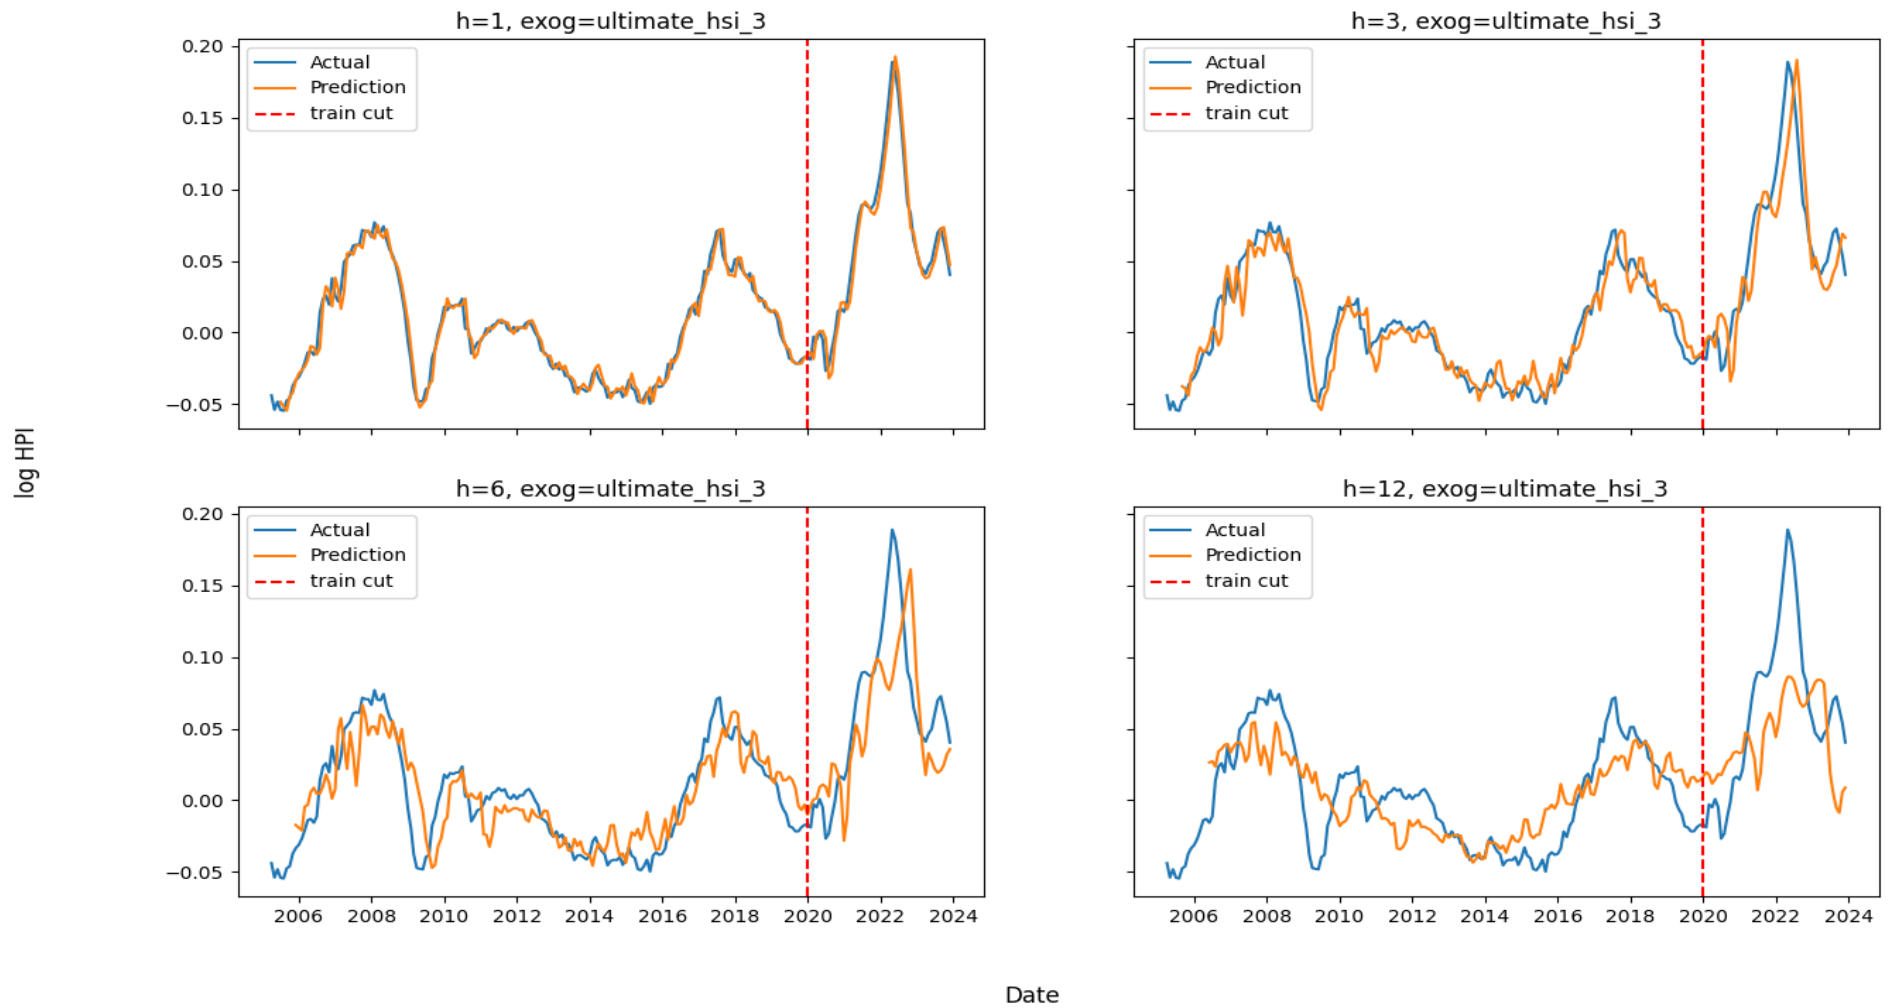 h=1, exog=ultimate_hsi_3
0.20
0.15
0.10
0.05
0.00
−0.05
Actual
Prediction
train cut
h=3, exog=ultimate_hsi_3
Actual
Prediction
train cut
log HPI
h=6, exog=ultimate_hsi_3
0.20
0.15
0.10
0.05
0.00
−0.05
Actual
Prediction
train cut
2006 2008 2010 2012 2014 2016 2018 2020 2022 2024
h=12, exog=ultimate_hsi_3
Actual
Prediction
train cut
2006 2008 2010 2012 2014 2016 2018 2020 2022 2024
Date